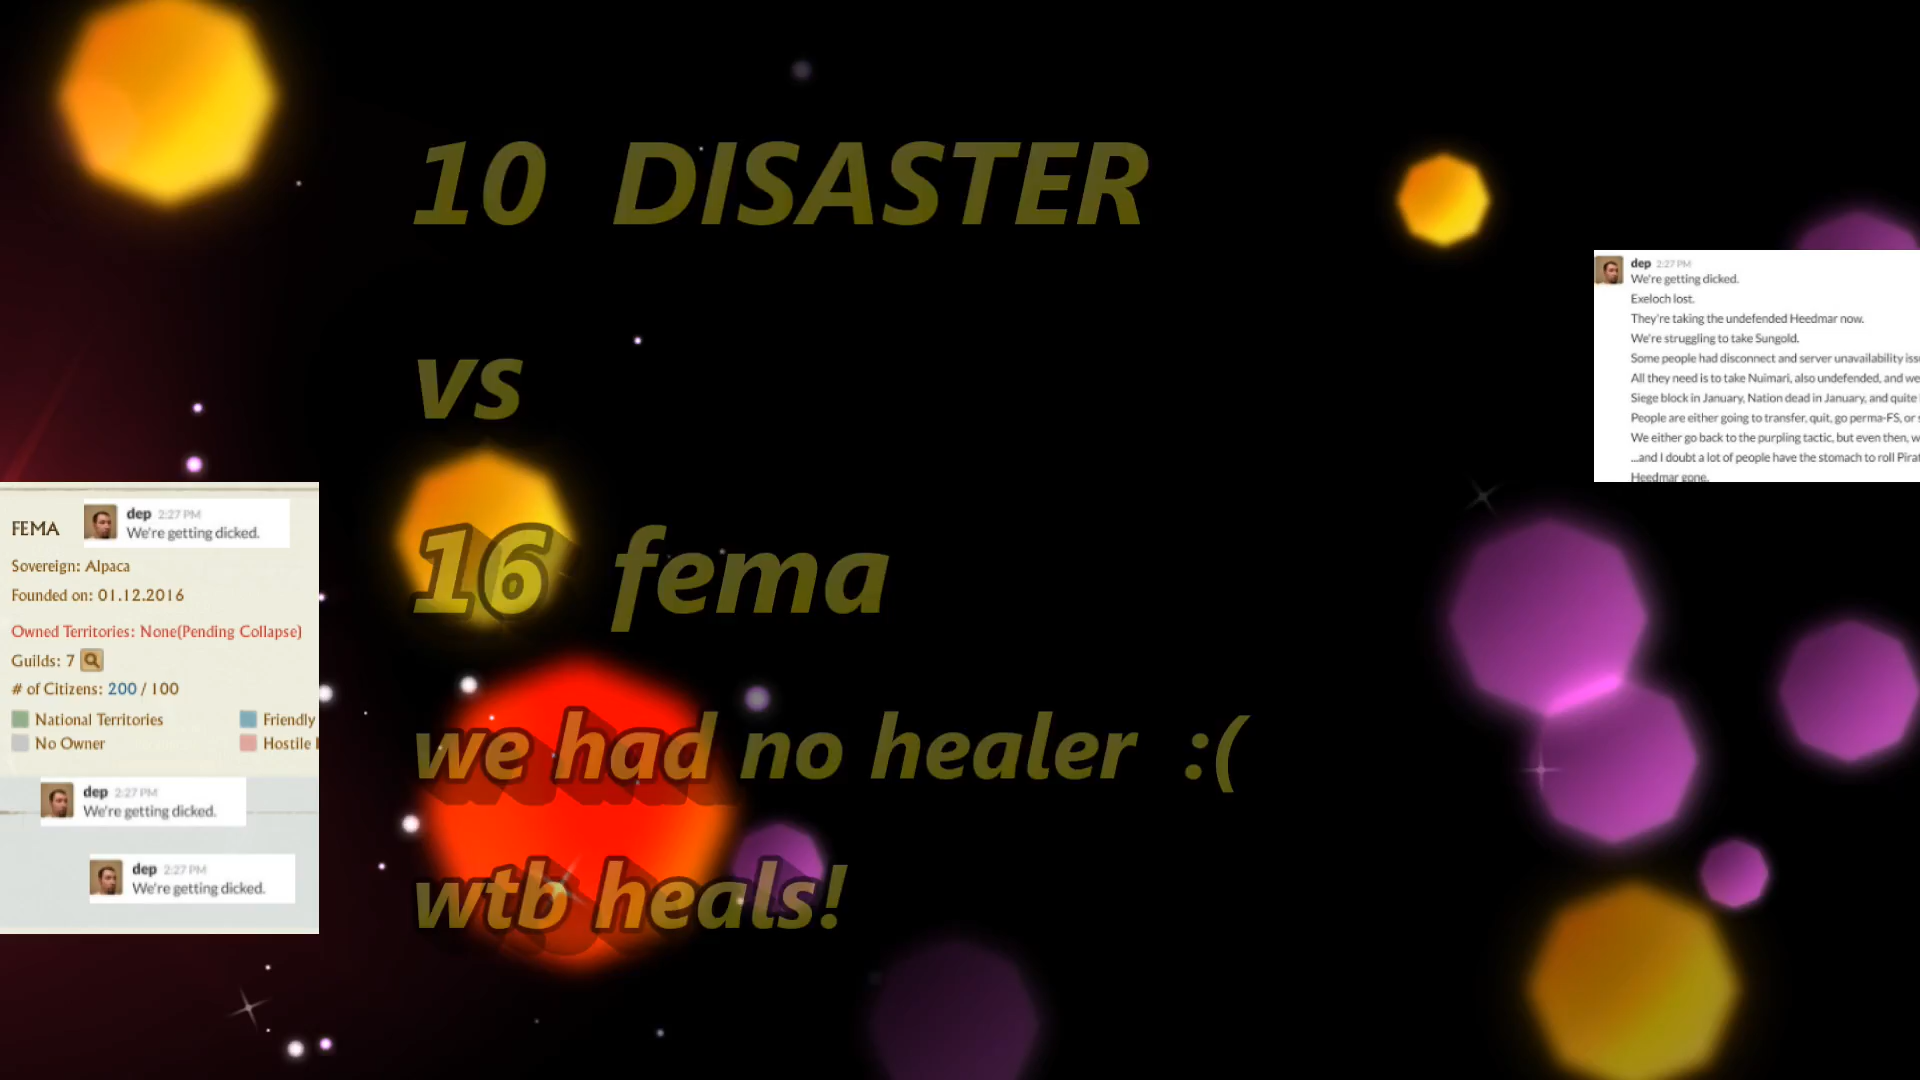 10 DISASTER
vs
16 fema
we had no healer :(
wtb heals!
FEMA
dep 2:27 PM
We're getting dicked.
Sovereign: Alpaca
Founded on: 01.12.2016
Owned Territories: None(Pending Collapse)
Guilds: 7
# of Citizens: 200 / 100
National Territories
Friendly
No Owner
Hostile
dep 2:27 PM
We're getting dicked.
dep 2:27 PM
We're getting dicked.
dep 2:27 PM
We're getting dicked.
Exeloch lost.
They're taking the undefended Heedmar now.
We're struggling to take Sungold.
Some people had disconnect and server unavailability
All they need is to take Nuimari, also undefended, and we
Siege block in January, Nation dead in January, and quite
People are either going to transfer, quit, go perma-FS, or
We either go back to the purpling tactic, but even then,
...and I doubt a lot of people have the stomach to roll
Heedmar gone.